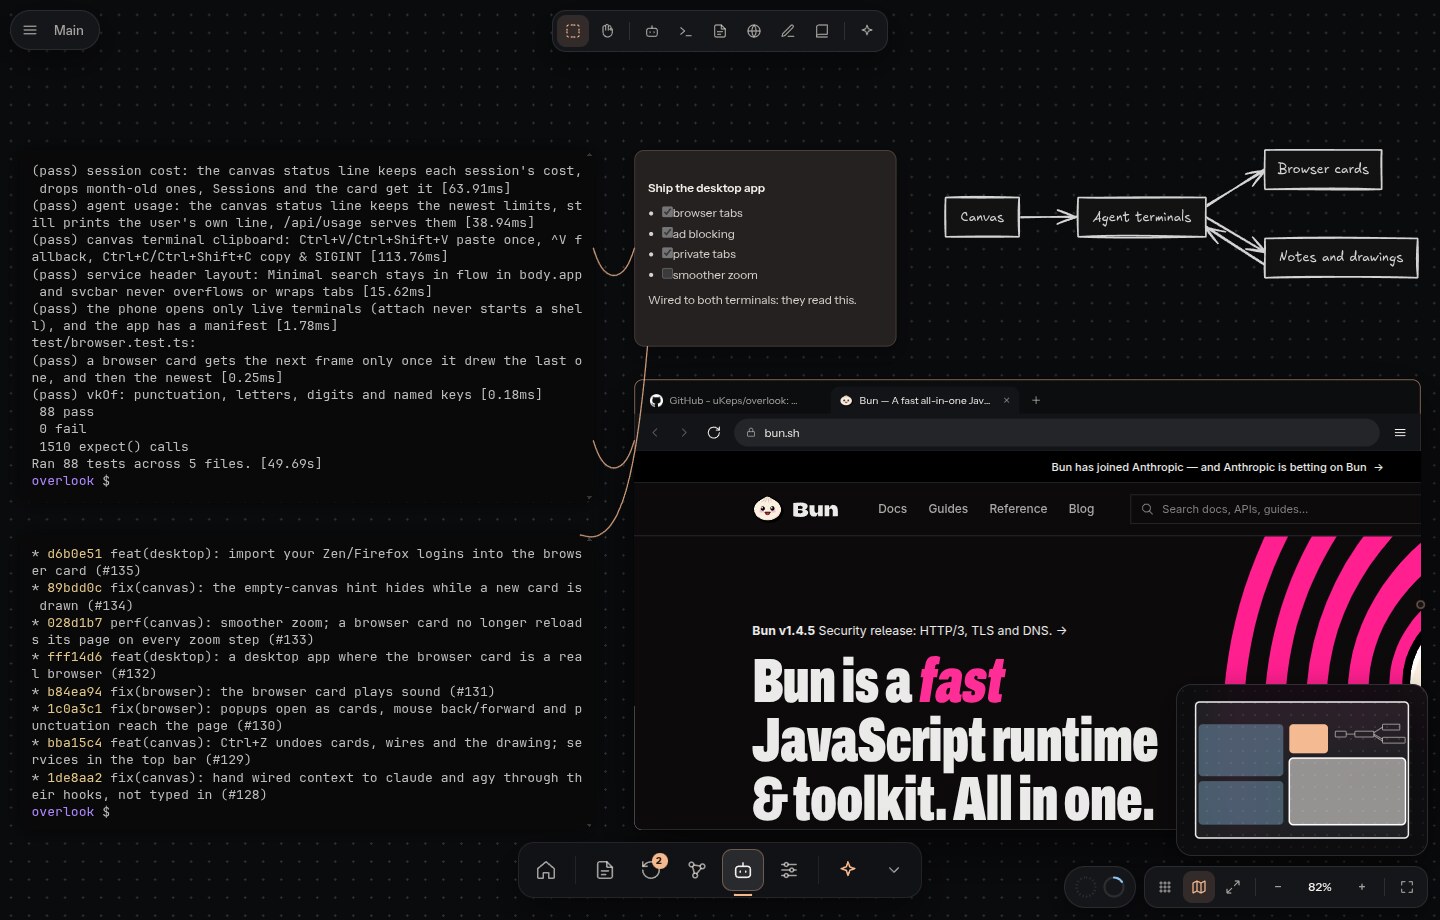 Main
(pass) session cost: the canvas status line keeps each session's cost,
drops month-old ones, Sessions and the card get it [63.91ms]
(pass) agent usage: the canvas status line keeps the newest limits, st
ill prints the user's own line, /api/usage serves them [38.94ms]
(pass) canvas terminal clipboard: Ctrl+V/Ctrl+Shift+V paste once, ^V f
allback, Ctrl+C/Ctrl+Shift+C copy & SIGINT [113.76ms]
(pass) service header layout: Minimal search stays in flow in body.app
and svcbar never overflows or wraps tabs [15.62ms]
(pass) the phone opens only live terminals (attach never starts a shel
l), and the app has a manifest [1.78ms]
test/browser.test.ts:
(pass) a browser card gets the next frame only once it drew the last o
ne, and then the newest [0.25ms]
(pass) vkOf: punctuation, letters, digits and named keys [0.18ms]
88 pass
0 fail
1510 expect() calls
Ran 88 tests across 5 files. [49.69s]
overlook $
* d6b0e51 feat(desktop): import your Zen/Firefox logins into the brows
er card (#135)
* 89bdd0c fix(canvas): the empty-canvas hint hides while a new card is
drawn (#134)
* 028d1b7 perf(canvas): smoother zoom; a browser card no longer reload
s its page on every zoom step (#133)
* fff14d6 feat(desktop): a desktop app where the browser card is a rea
l browser (#132)
* b84ea94 fix(browser): the browser card plays sound (#131)
* 1c0a3c1 fix(browser): popups open as cards, mouse back/forward and p
unctuation reach the page (#130)
* bba15c4 feat(canvas): Ctrl+Z undoes cards, wires and the drawing; se
rvices in the top bar (#129)
* 1de8aa2 fix(canvas): hand wired context to claude and agy through th
eir hooks, not typed in (#128)
overlook $
Ship the desktop app
browser tabs
ad blocking
private tabs
smoother zoom
Wired to both terminals: they read this.
Canvas
Agent terminals
Browser cards
Notes and drawings
GitHub - uKeps/overlook: ...
Bun — A fast all-in-one Jav...
bun.sh
Bun has joined Anthropic — and Anthropic is betting on Bun →
Bun
Docs Guides Reference Blog
Search docs, APIs, guides...
Bun v1.4.5 Security release: HTTP/3, TLS and DNS. →
Bun is a fast
JavaScript runtime
& toolkit. All in one.
2
82%